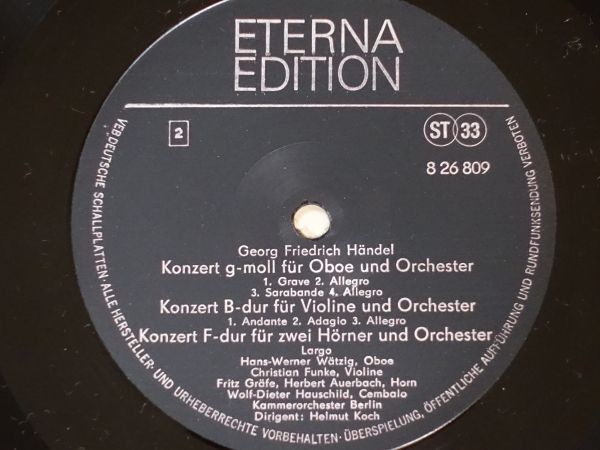 ETERNA
EDITION
2
ST 33
8 26 809
Georg Friedrich Händel
Konzert g-moll für Oboe und Orchester
1. Grave 2. Allegro
3. Sarabande 4. Allegro
Konzert B-dur für Violine und Orchester
1. Andante 2. Adagio 3. Allegro
Konzert F-dur für zwei Hörner und Orchester
Largo
Hans-Werner Wätzig, Oboe
Christian Funke, Violine
Fritz Gräfe, Herbert Auerbach, Horn
Wolf-Dieter Hauschild, Cembalo
Kammerorchester Berlin
Dirigent: Helmut Koch
VEB DEUTSCHE SCHALLPLATTEN · ALLE HERSTELLER- UND URHEBERRECHTE VORBEHALTEN · ÜBERSPIELUNG, ÖFFENTLICHE AUFFÜHRUNG UND RUNDFUNKSENDUNG VERBOTEN